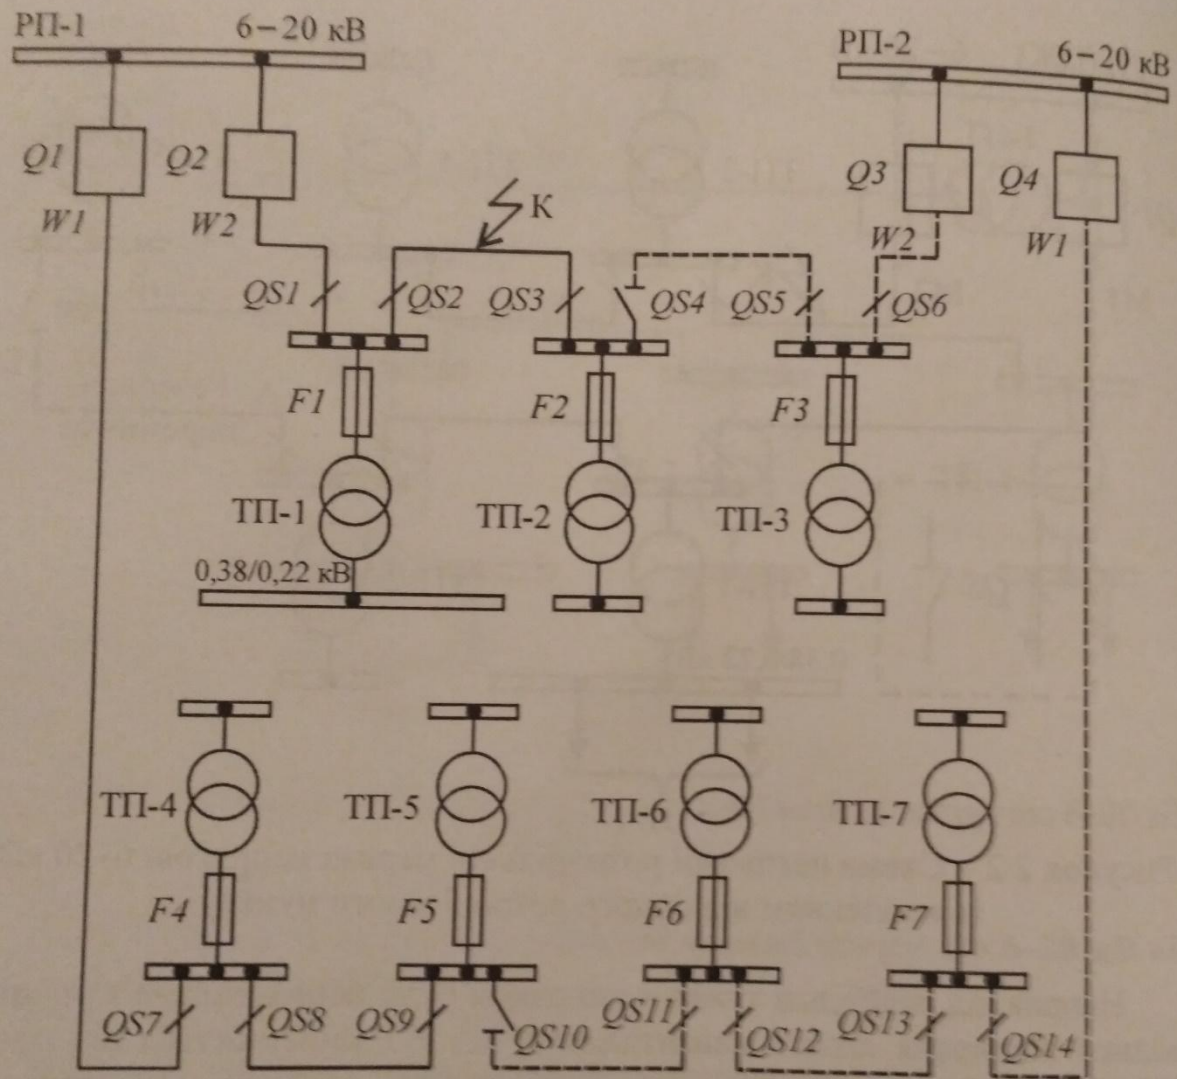 РП-1
6–20 кВ
РП-2
6–20 кВ
Q1
Q2
Q3
Q4
W1
W2
К
W2
W1
QS1
QS2
QS3
QS4
QS5
QS6
F1
F2
F3
ТП-1
ТП-2
ТП-3
0,38/0,22 кВ
ТП-4
ТП-5
ТП-6
ТП-7
F4
F5
F6
F7
QS7
QS8
QS9
QS10
QS11
QS12
QS13
QS14